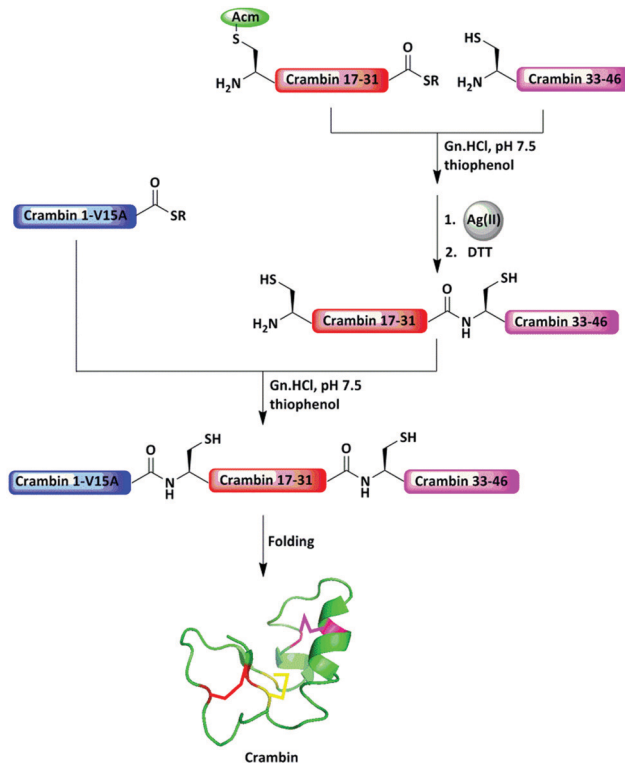 Acm
S
O
HS
H₂N
Crambin 17-31
SR
H₂N
Crambin 33-46
Gn.HCl, pH 7.5
thiophenol
O
Crambin 1-V15A
SR
1. Ag(II)
2. DTT
HS
O
SH
H₂N
Crambin 17-31
N
H
Crambin 33-46
Gn.HCl, pH 7.5
thiophenol
O
SH
O
SH
Crambin 1-V15A
N
H
Crambin 17-31
N
H
Crambin 33-46
Folding
Crambin